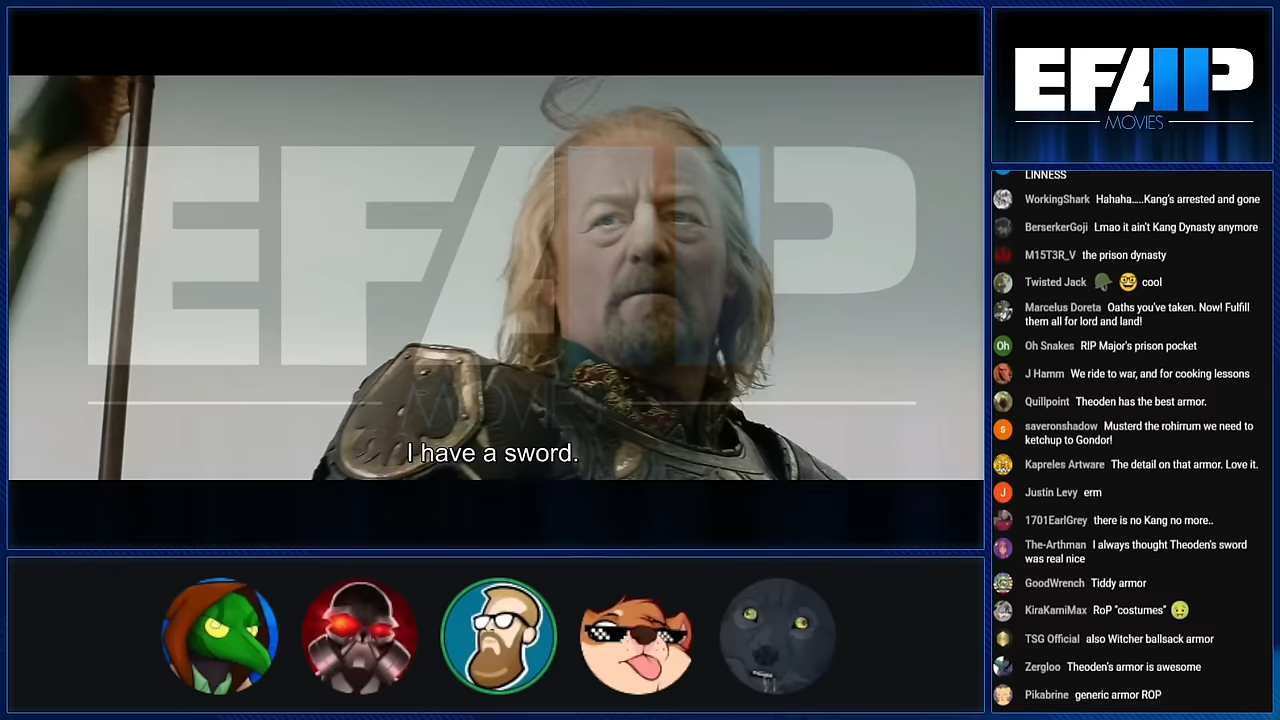 EFAP
MOVIES
I have a sword.
EFAP
MOVIES
LINNESS
WorkingShark Hahaha.....Kang's arrested and gone
BerserkerGoji Lmao it ain't Kang Dynasty anymore
M15T3R_V the prison dynasty
Twisted Jack cool
Marcelus Doreta Oaths you've taken. Now! Fulfill
them all for lord and land!
Oh
Oh Snakes RIP Major's prison pocket
J Hamm We ride to war, and for cooking lessons
Quillpoint Theoden has the best armor.
s
saveronshadow Musterd the rohirrum we need to
ketchup to Gondor!
Kapreles Artware The detail on that armor. Love it.
J
Justin Levy erm
1701EarlGrey there is no Kang no more..
The-Arthman I always thought Theoden's sword
was real nice
GoodWrench Tiddy armor
KiraKamiMax RoP "costumes"
TSG Official also Witcher ballsack armor
Zergloo Theoden's armor is awesome
Pikabrine generic armor ROP